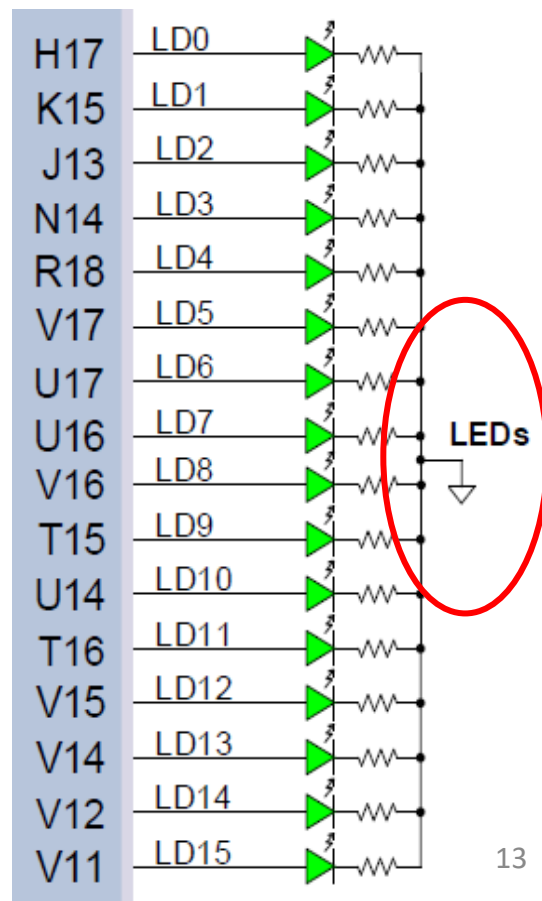 H17 LD0
K15 LD1
J13 LD2
N14 LD3
R18 LD4
V17 LD5
U17 LD6
U16 LD7
LEDs
V16 LD8
T15 LD9
U14 LD10
T16 LD11
V15 LD12
V14 LD13
V12 LD14
V11 LD15
13